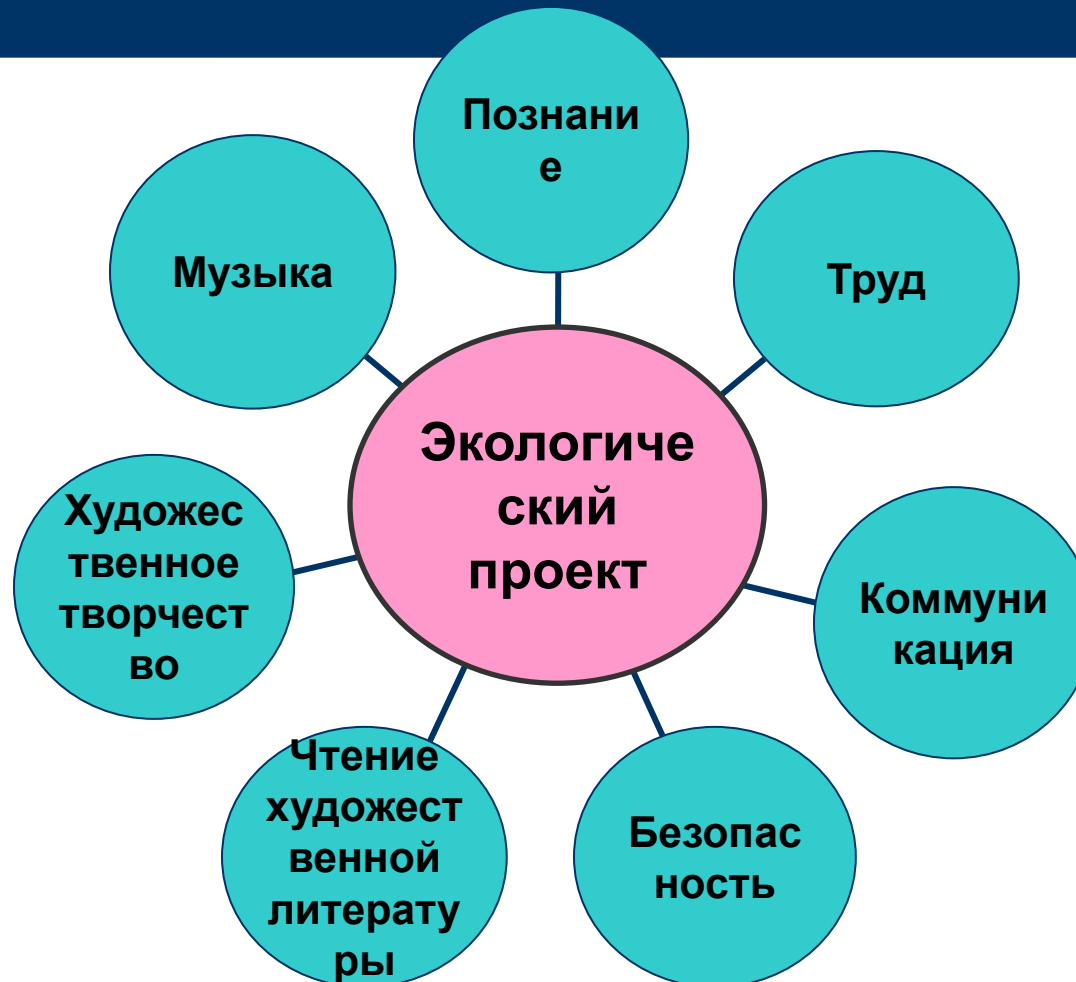 Познани
е
Музыка
Труд
Экологиче
ский
проект
Художес
твенное
творчест
во
Коммуни
кация
Чтение
художест
венной
литерату
ры
Безопас
ность